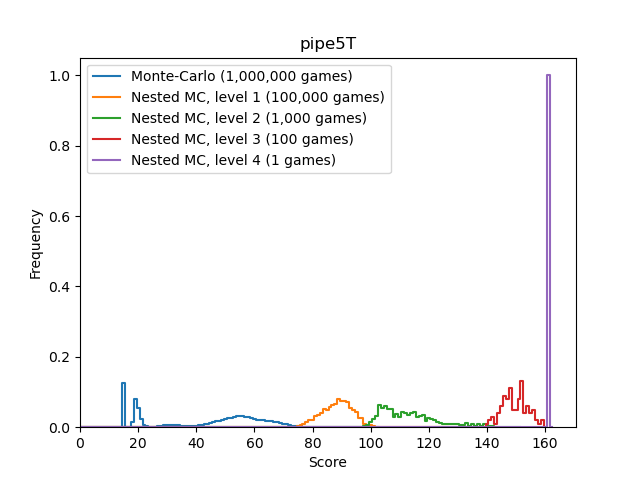 pipe5T
Monte-Carlo (1,000,000 games)
Nested MC, level 1 (100,000 games)
Nested MC, level 2 (1,000 games)
Nested MC, level 3 (100 games)
Nested MC, level 4 (1 games)
Frequency
1.0
0.8
0.6
0.4
0.2
0.0
0 20 40 60 80 100 120 140 160
Score